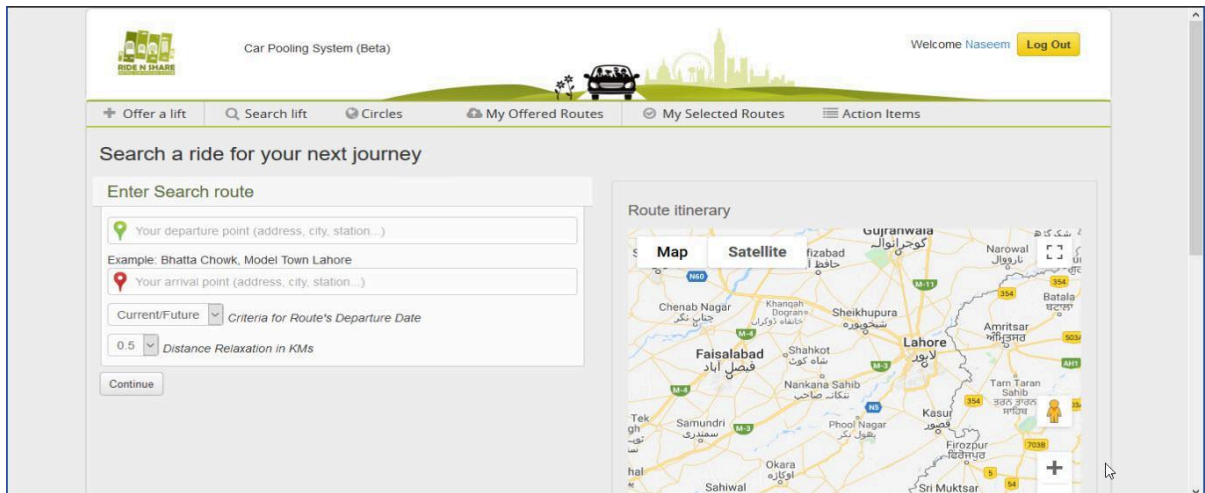 RIDE N SHARE
Car Pooling System (Beta)
Welcome Naseem
Log Out
Offer a lift
Search lift
Circles
My Offered Routes
My Selected Routes
Action Items
Search a ride for your next journey
Enter Search route
Your departure point (address, city, station...)
Example: Bhatta Chowk, Model Town Lahore
Your arrival point (address, city, station...)
Current/Future
Criteria for Route's Departure Date
0.5
Distance Relaxation in KMs
Continue
Route itinerary
Map
Satellite
Gujranwala
گوجرانوالہ
Narowal
نارووال
N60
M-11
354
354
Batala
ਬਟਾਲਾ
Chenab Nagar
چناب نگر
Khangah
Dogran
خانقاہ ڈوگراں
Sheikhupura
شیخوپورہ
Amritsar
ਅੰਮ੍ਰਿਤਸਰ
M-4
Lahore
لاہور
Faisalabad
فیصل آباد
Shahkot
شاہ کوٹ
M-3
AH1
Nankana Sahib
ننکانہ صاحب
Tarn Taran
Sahib
ਤਰਨ ਤਾਰਨ
ਸਾਹਿਬ
M-4
N5
354
Kasur
قصور
Samundri
سمندری
M-3
Phool Nagar
پھول نگر
Firozpur
ਫ਼ਿਰੋਜ਼ਪੁਰ
703B
Okara
اوکاڑہ
5
54
Sahiwal
Sri Muktsar